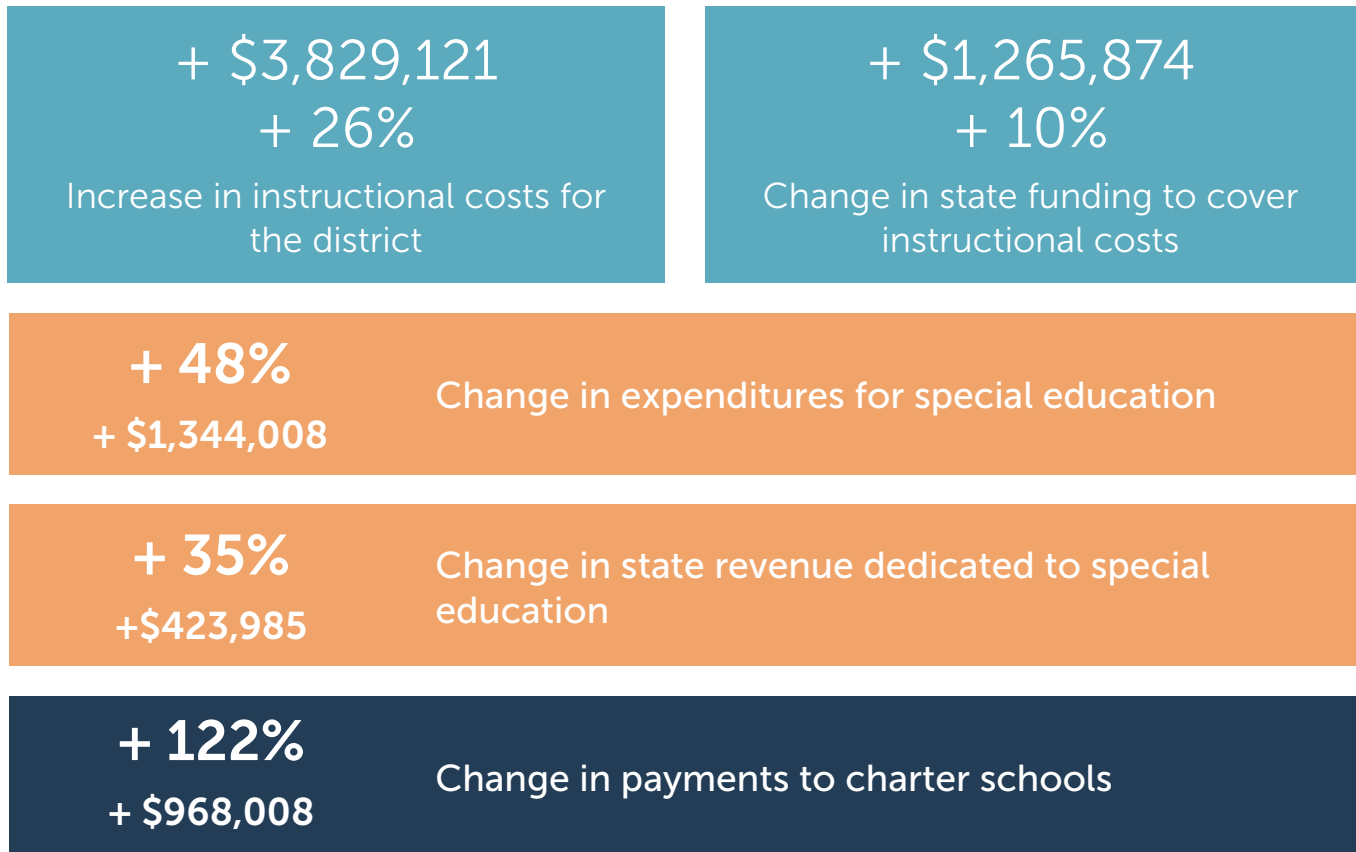 + $3,829,121
+ 26%
Increase in instructional costs for
the district
+ $1,265,874
+ 10%
Change in state funding to cover
instructional costs
+ 48%
+ $1,344,008
Change in expenditures for special education
+ 35%
+$423,985
Change in state revenue dedicated to special
education
+ 122%
+ $968,008
Change in payments to charter schools